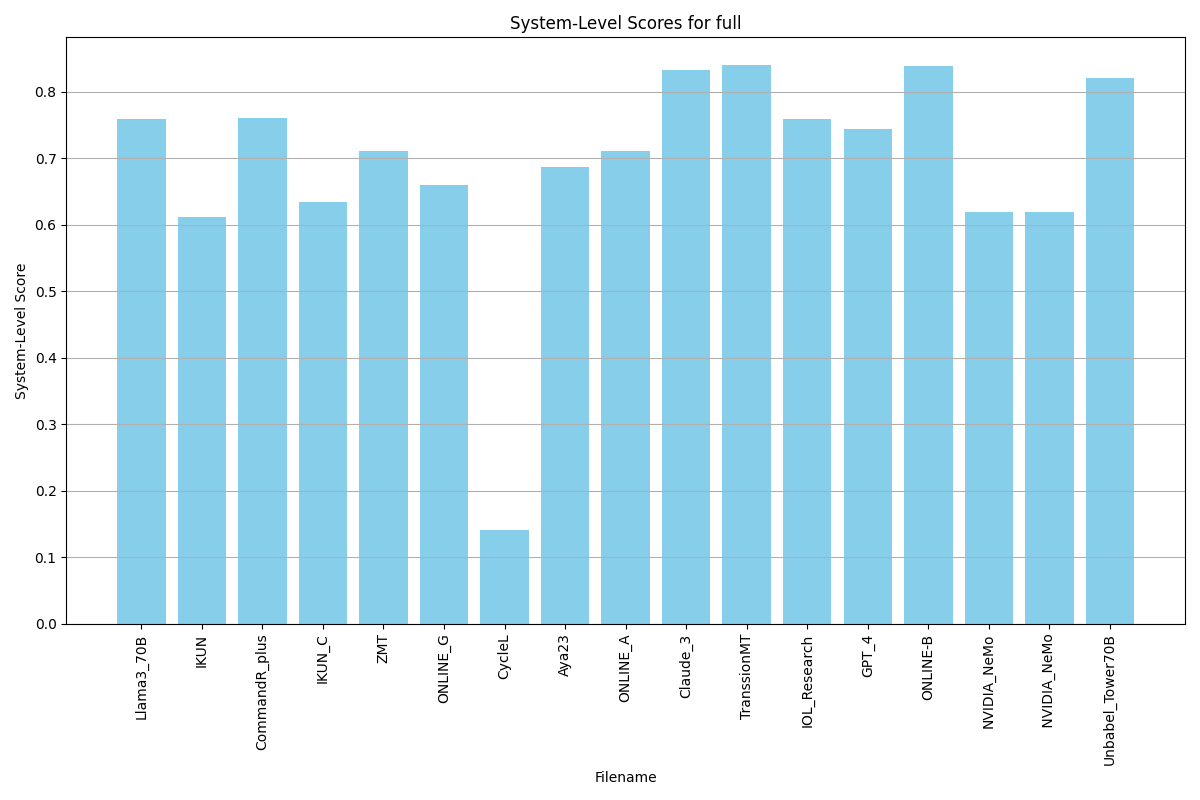 System-Level Scores for full
System-Level Score
0.8
0.7
0.6
0.5
0.4
0.3
0.2
0.1
0.0
Llama3_70B
IKUN
CommandR_plus
IKUN_C
ZMT
ONLINE_G
CycleL
Aya23
ONLINE_A
Claude_3
TranssionMT
IOL_Research
GPT_4
ONLINE-B
NVIDIA_NeMo
NVIDIA_NeMo
Unbabel_Tower70B
Filename